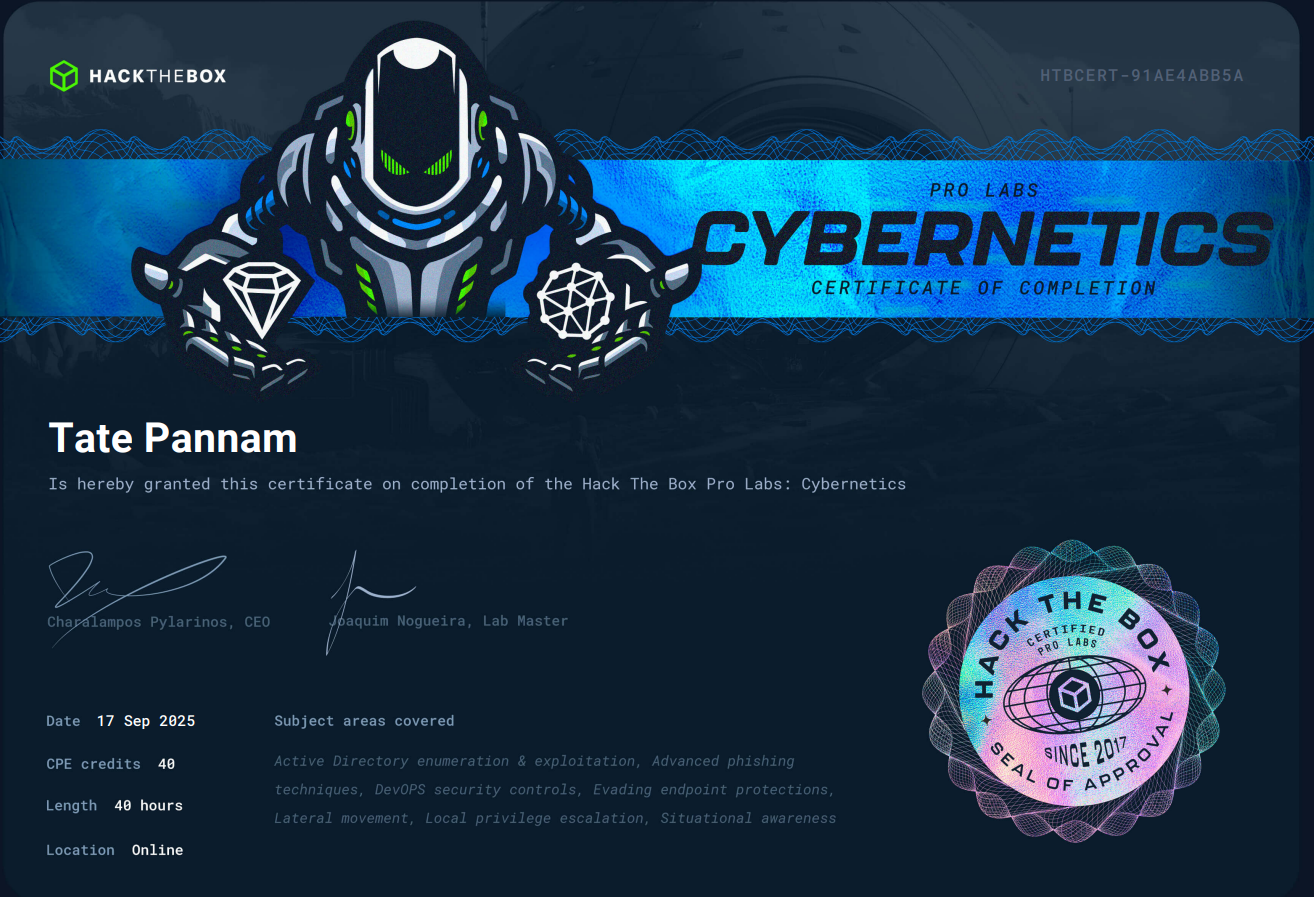 HACKTHEBOX
HTBCERT-91AE4ABB5A
PRO LABS
CYBERNETICS
CERTIFICATE OF COMPLETION
Tate Pannam
Is hereby granted this certificate on completion of the Hack The Box Pro Labs: Cybernetics
Charalampos Pylarinos, CEO
Joaquim Nogueira, Lab Master
HACK THE BOX
CERTIFIED
PRO LABS
SINCE 2017
SEAL OF APPROVAL
Date 17 Sep 2025
CPE credits 40
Length 40 hours
Location Online
Subject areas covered
Active Directory enumeration & exploitation, Advanced phishing
techniques, DevOPS security controls, Evading endpoint protections,
Lateral movement, Local privilege escalation, Situational awareness